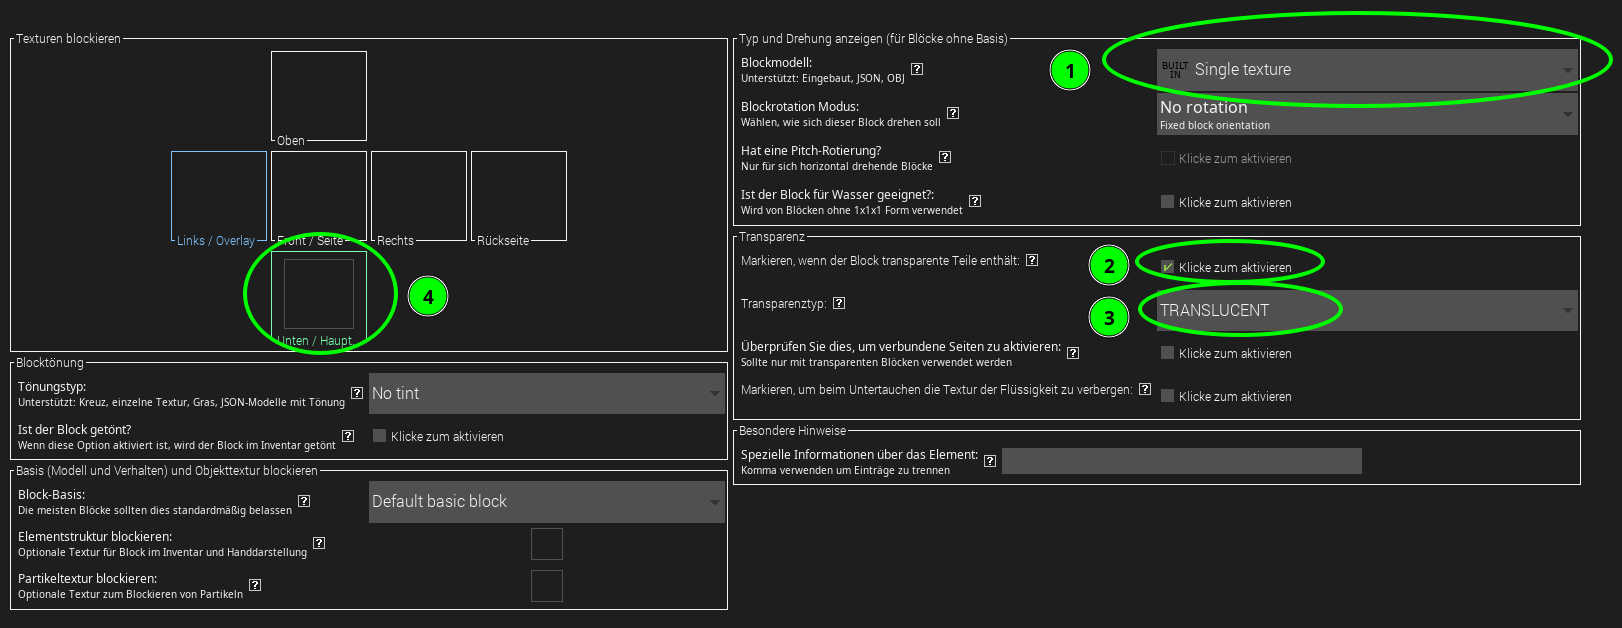 Texturen blockieren
Oben
Links / Overlay
Front / Seite
Rechts
Rückseite
Unten / Haupt
4
Blocktönung
Tönungstyp:
Unterstützt: Kreuz, einzelne Textur, Gras, JSON-Modelle mit Tönung
?
No tint
Ist der Block getönt?
Wenn diese Option aktiviert ist, wird der Block im Inventar getönt
?
Klicke zum aktivieren
Basis (Modell und Verhalten) und Objekttextur blockieren
Block-Basis:
Die meisten Blöcke sollten dies standardmäßig belassen
?
Default basic block
Elementstruktur blockieren:
Optionale Textur für Block im Inventar und Handdarstellung
?
Partikeltextur blockieren:
Optionale Textur zum Blockieren von Partikeln
?
Typ und Drehung anzeigen (für Blöcke ohne Basis)
Blockmodell:
Unterstützt: Eingebaut, JSON, OBJ
?
1
BUILT
IN
Single texture
Blockrotation Modus:
Wählen, wie sich dieser Block drehen soll
?
No rotation
Fixed block orientation
Hat eine Pitch-Rotierung?
Nur für sich horizontal drehende Blöcke
?
Klicke zum aktivieren
Ist der Block für Wasser geeignet?:
Wird von Blöcken ohne 1x1x1 Form verwendet
?
Klicke zum aktivieren
Transparenz
Markieren, wenn der Block transparente Teile enthält:
?
2
Klicke zum aktivieren
Transparenztyp:
?
3
TRANSLUCENT
Überprüfen Sie dies, um verbundene Seiten zu aktivieren:
Sollte nur mit transparenten Blöcken verwendet werden
?
Klicke zum aktivieren
Markieren, um beim Untertauchen die Textur der Flüssigkeit zu verbergen:
?
Klicke zum aktivieren
Besondere Hinweise
Spezielle Informationen über das Element:
Komma verwenden um Einträge zu trennen
?